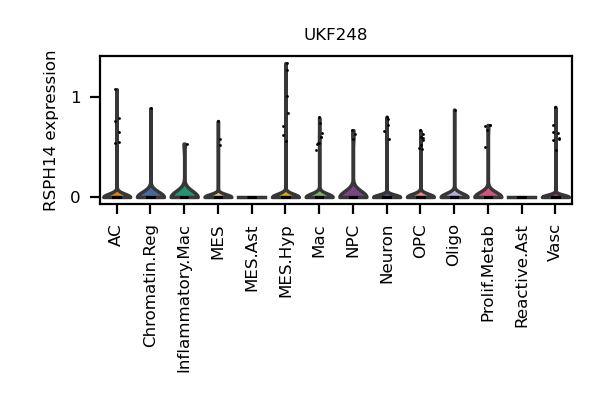 UKF248
RSPH14 expression
1
0
AC
Chromatin.Reg
Inflammatory.Mac
MES
MES.Ast
MES.Hyp
Mac
NPC
Neuron
OPC
Oligo
Prolif.Metab
Reactive.Ast
Vasc